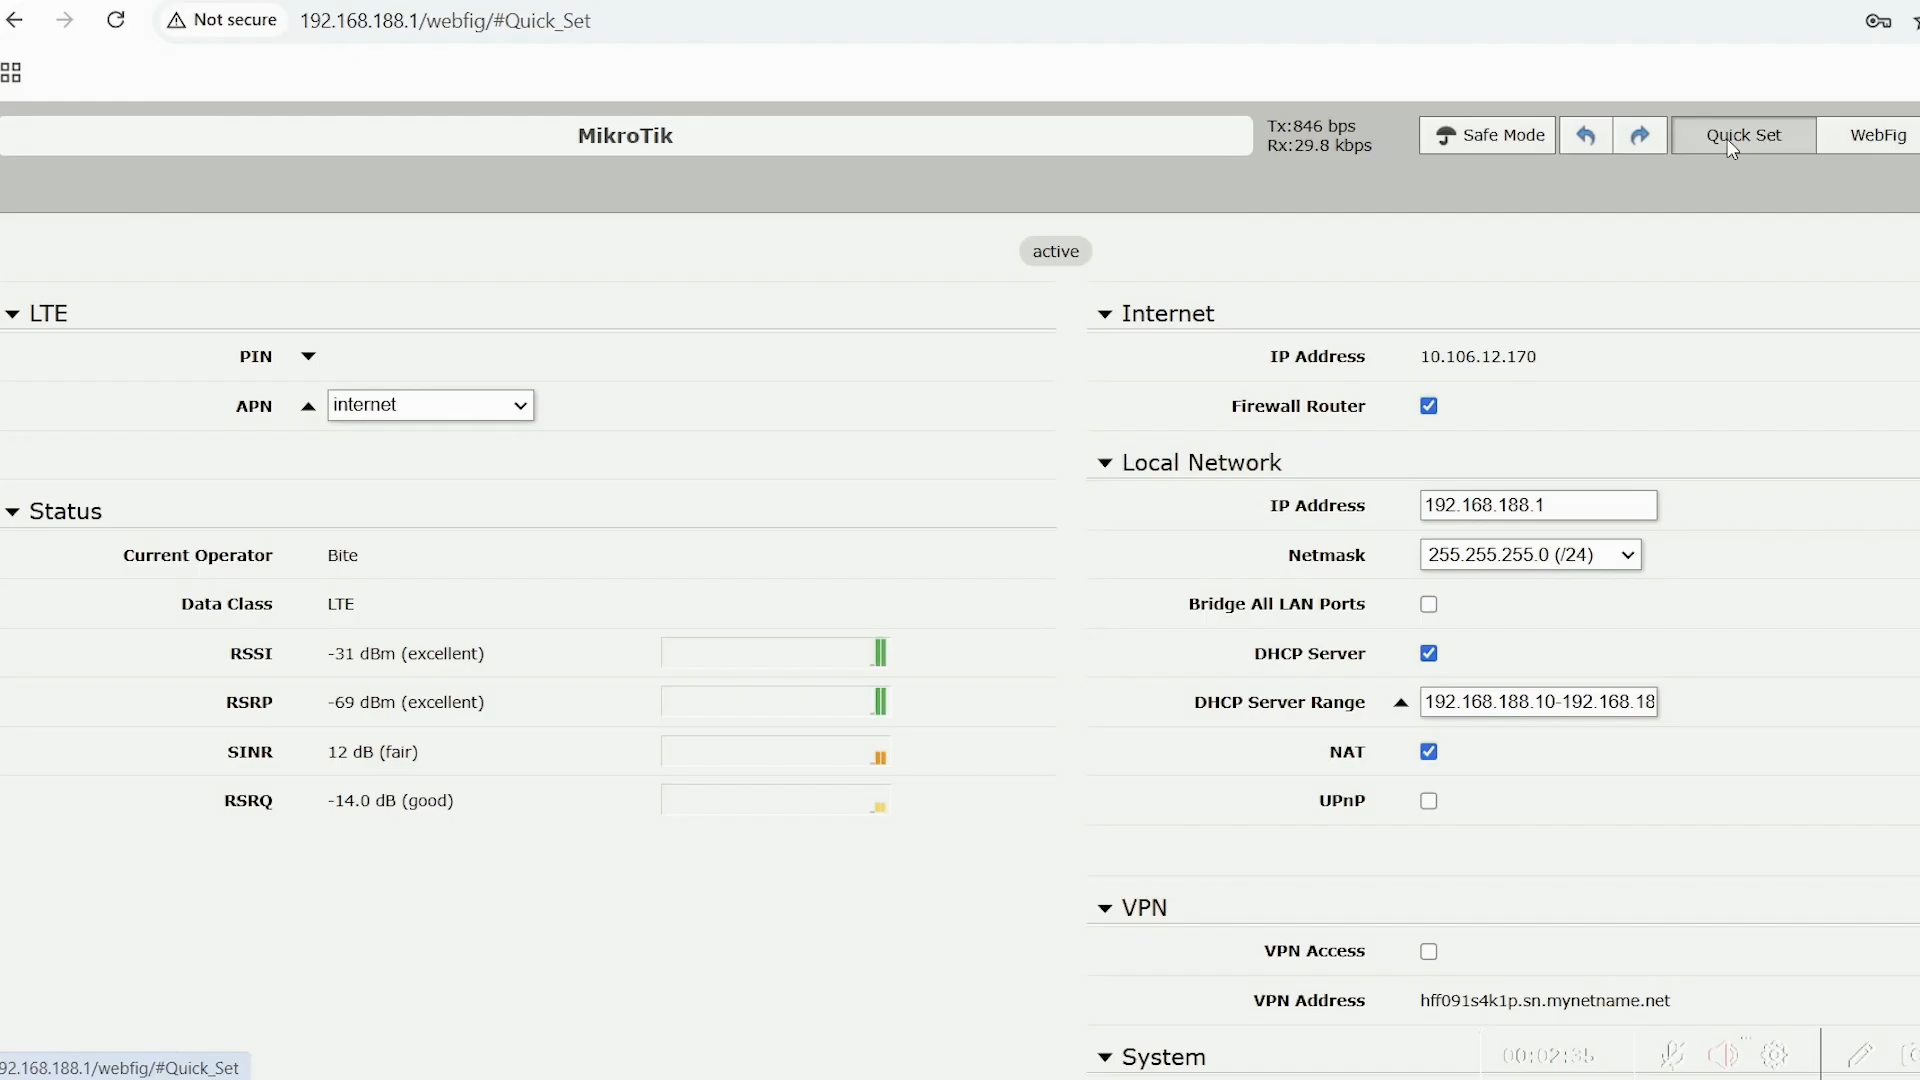 Not secure 192.168.188.1/webfig/#Quick_Set
MikroTik
Tx:846 bps
Rx:29.8 kbps
Safe Mode
Quick Set
WebFig
active
LTE
PIN
APN internet
Status
Current Operator Bite
Data Class LTE
RSSI -31 dBm (excellent)
RSRP -69 dBm (excellent)
SINR 12 dB (fair)
RSRQ -14.0 dB (good)
Internet
IP Address 10.106.12.170
Firewall Router
Local Network
IP Address 192.168.188.1
Netmask 255.255.255.0 (/24)
Bridge All LAN Ports
DHCP Server
DHCP Server Range 192.168.188.10-192.168.18
NAT
UPnP
VPN
VPN Access
VPN Address hff091s4k1p.sn.mynetname.net
System
00:02:35
92.168.188.1/webfig/#Quick_Set